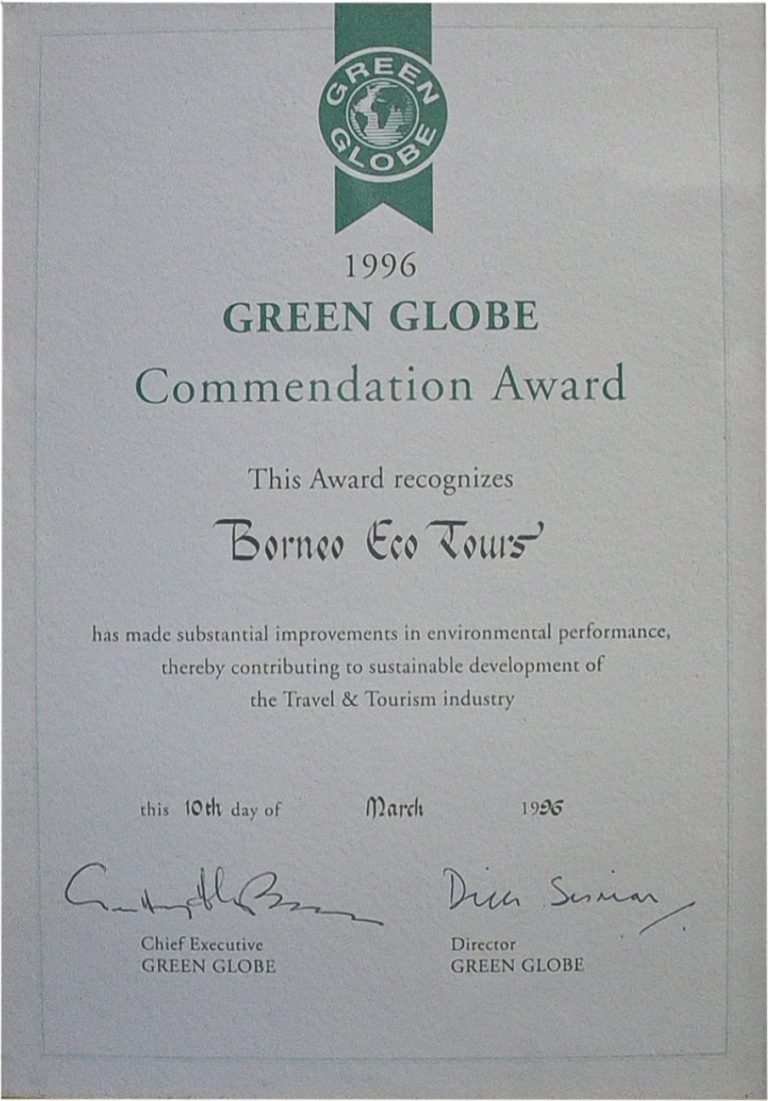 GREEN
GLOBE
1996
GREEN GLOBE
Commendation Award
This Award recognizes
Borneo Eco Tours
has made substantial improvements in environmental performance,
thereby contributing to sustainable development of
the Travel & Tourism industry
this 10th day of March 1996
Chief Executive Director
GREEN GLOBE GREEN GLOBE